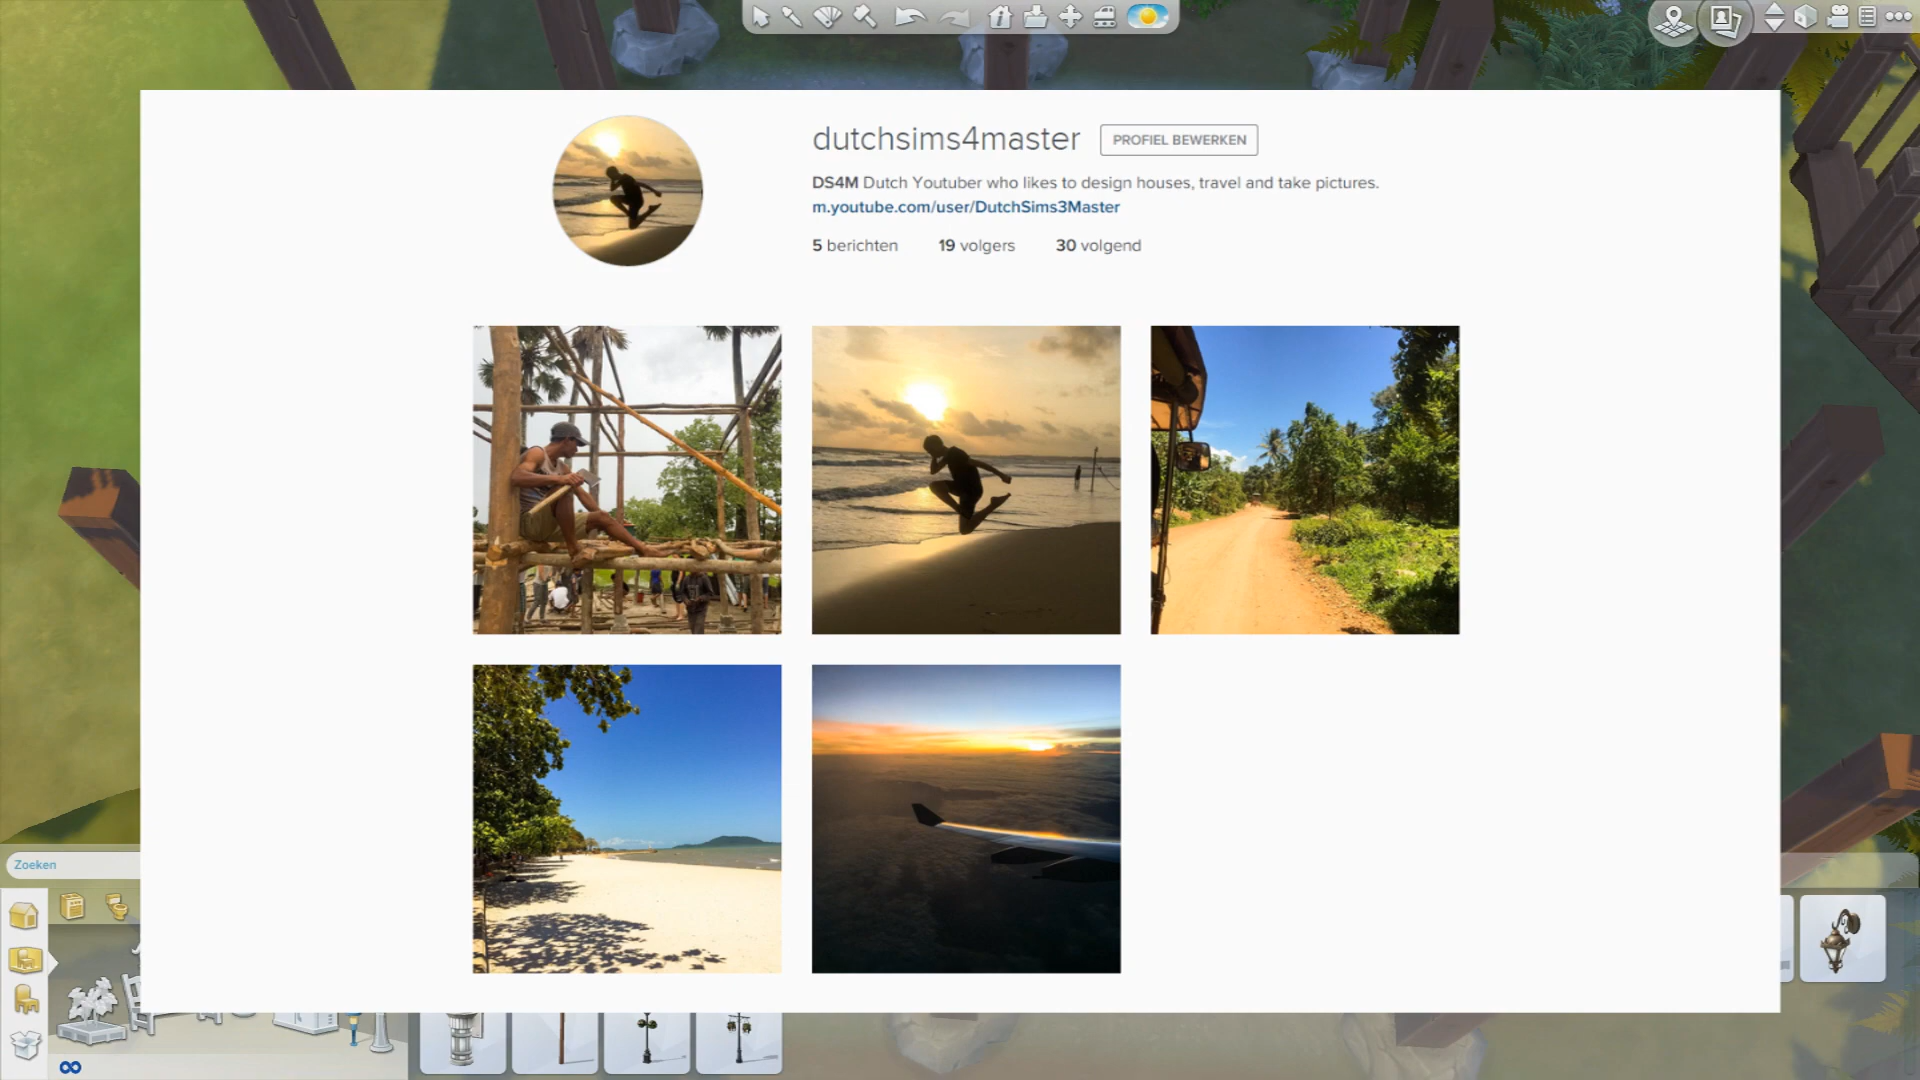 dutchsims4master PROFIEL BEWERKEN
DS4M Dutch Youtuber who likes to design houses, travel and take pictures.
m.youtube.com/user/DutchSims3Master
5 berichten 19 volgers 30 volgend
Zoeken